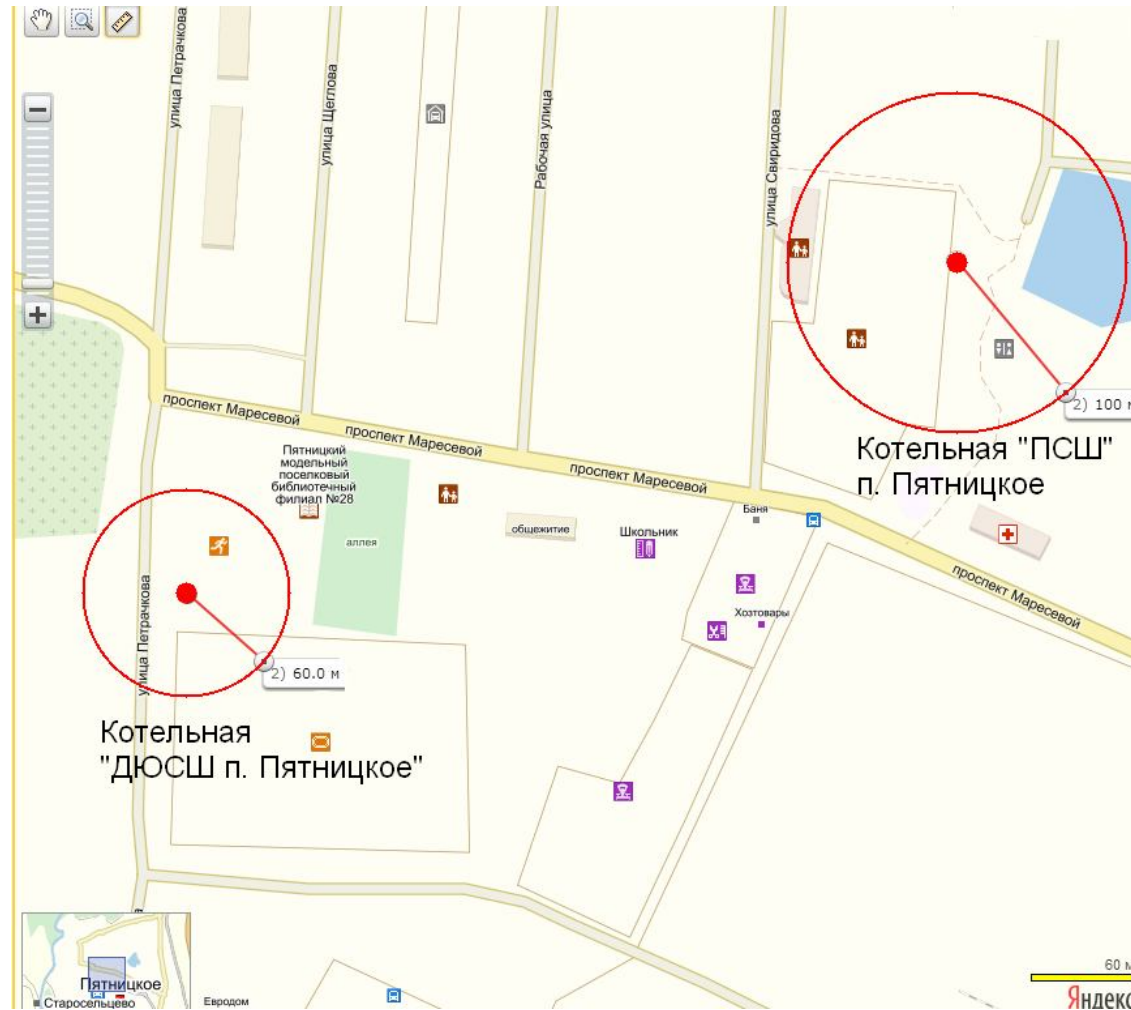 улица Петрачкова
улица Щеглова
Рабочая улица
улица Свиридова
2) 100 м
проспект Маресевой
проспект Маресевой
проспект Маресевой
Котельная "ПСШ"
п. Пятницкое
Пятницкий
модельный
поселковый
библиотечный
филиал №28
аллея
общежитие
Школьник
Баня
Хозтовары
проспект Маресевой
улица Петрачкова
2) 60.0 м
Котельная
"ДЮСШ п. Пятницкое"
Пятницкое
Старосельцево
Евродом
60 м
Яндекс